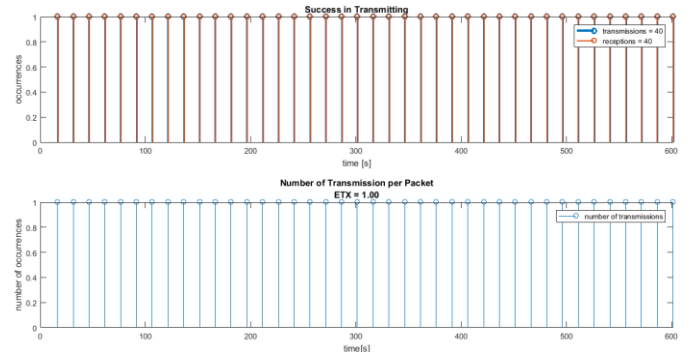 Success in Transmitting
occurrences
1
0.8
0.6
0.4
0.2
0
transmissions = 40
receptions = 40
0 100 200 300 400 500 600
time [s]
Number of Transmission per Packet
ETX = 1.00
number of occurrences
1
0.8
0.6
0.4
0.2
0
number of transmissions
0 100 200 300 400 500 600
time[s]